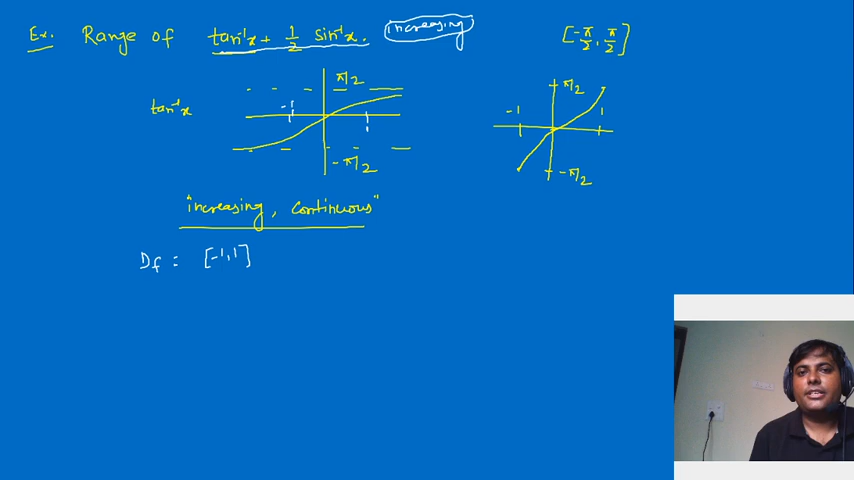 Ex. Range of tan⁻¹x + 1/2 sin⁻¹x. increasing [-π/2, π/2]
π/2 π/2
tan⁻¹x -1 1 -1 1
-π/2 -π/2
"increasing, continuous"
Df = [-1,1]